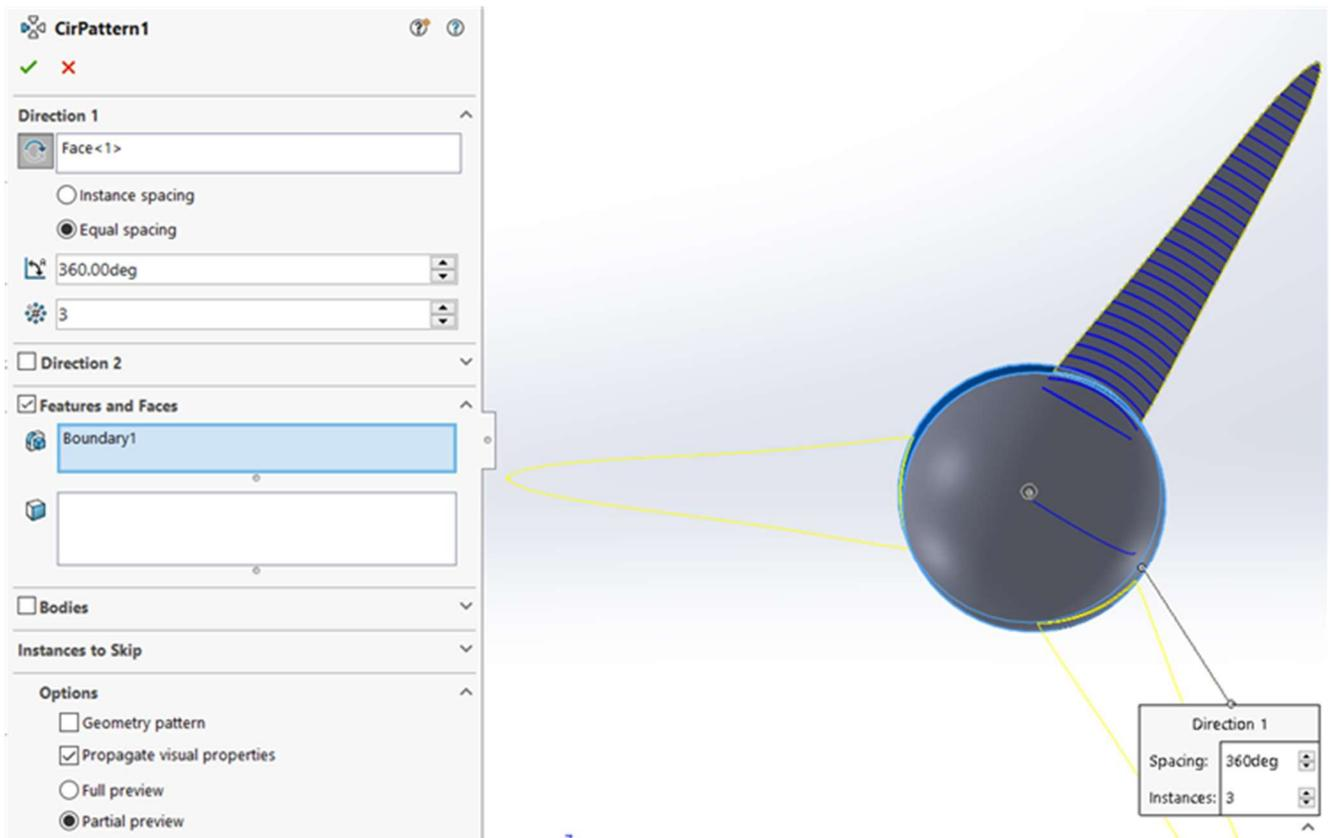 CirPattern1
Direction 1
Face<1>
Instance spacing
Equal spacing
360.00deg
3
Direction 2
Features and Faces
Boundary1
Bodies
Instances to Skip
Options
Geometry pattern
Propagate visual properties
Full preview
Partial preview
Direction 1
Spacing: 360deg
Instances: 3